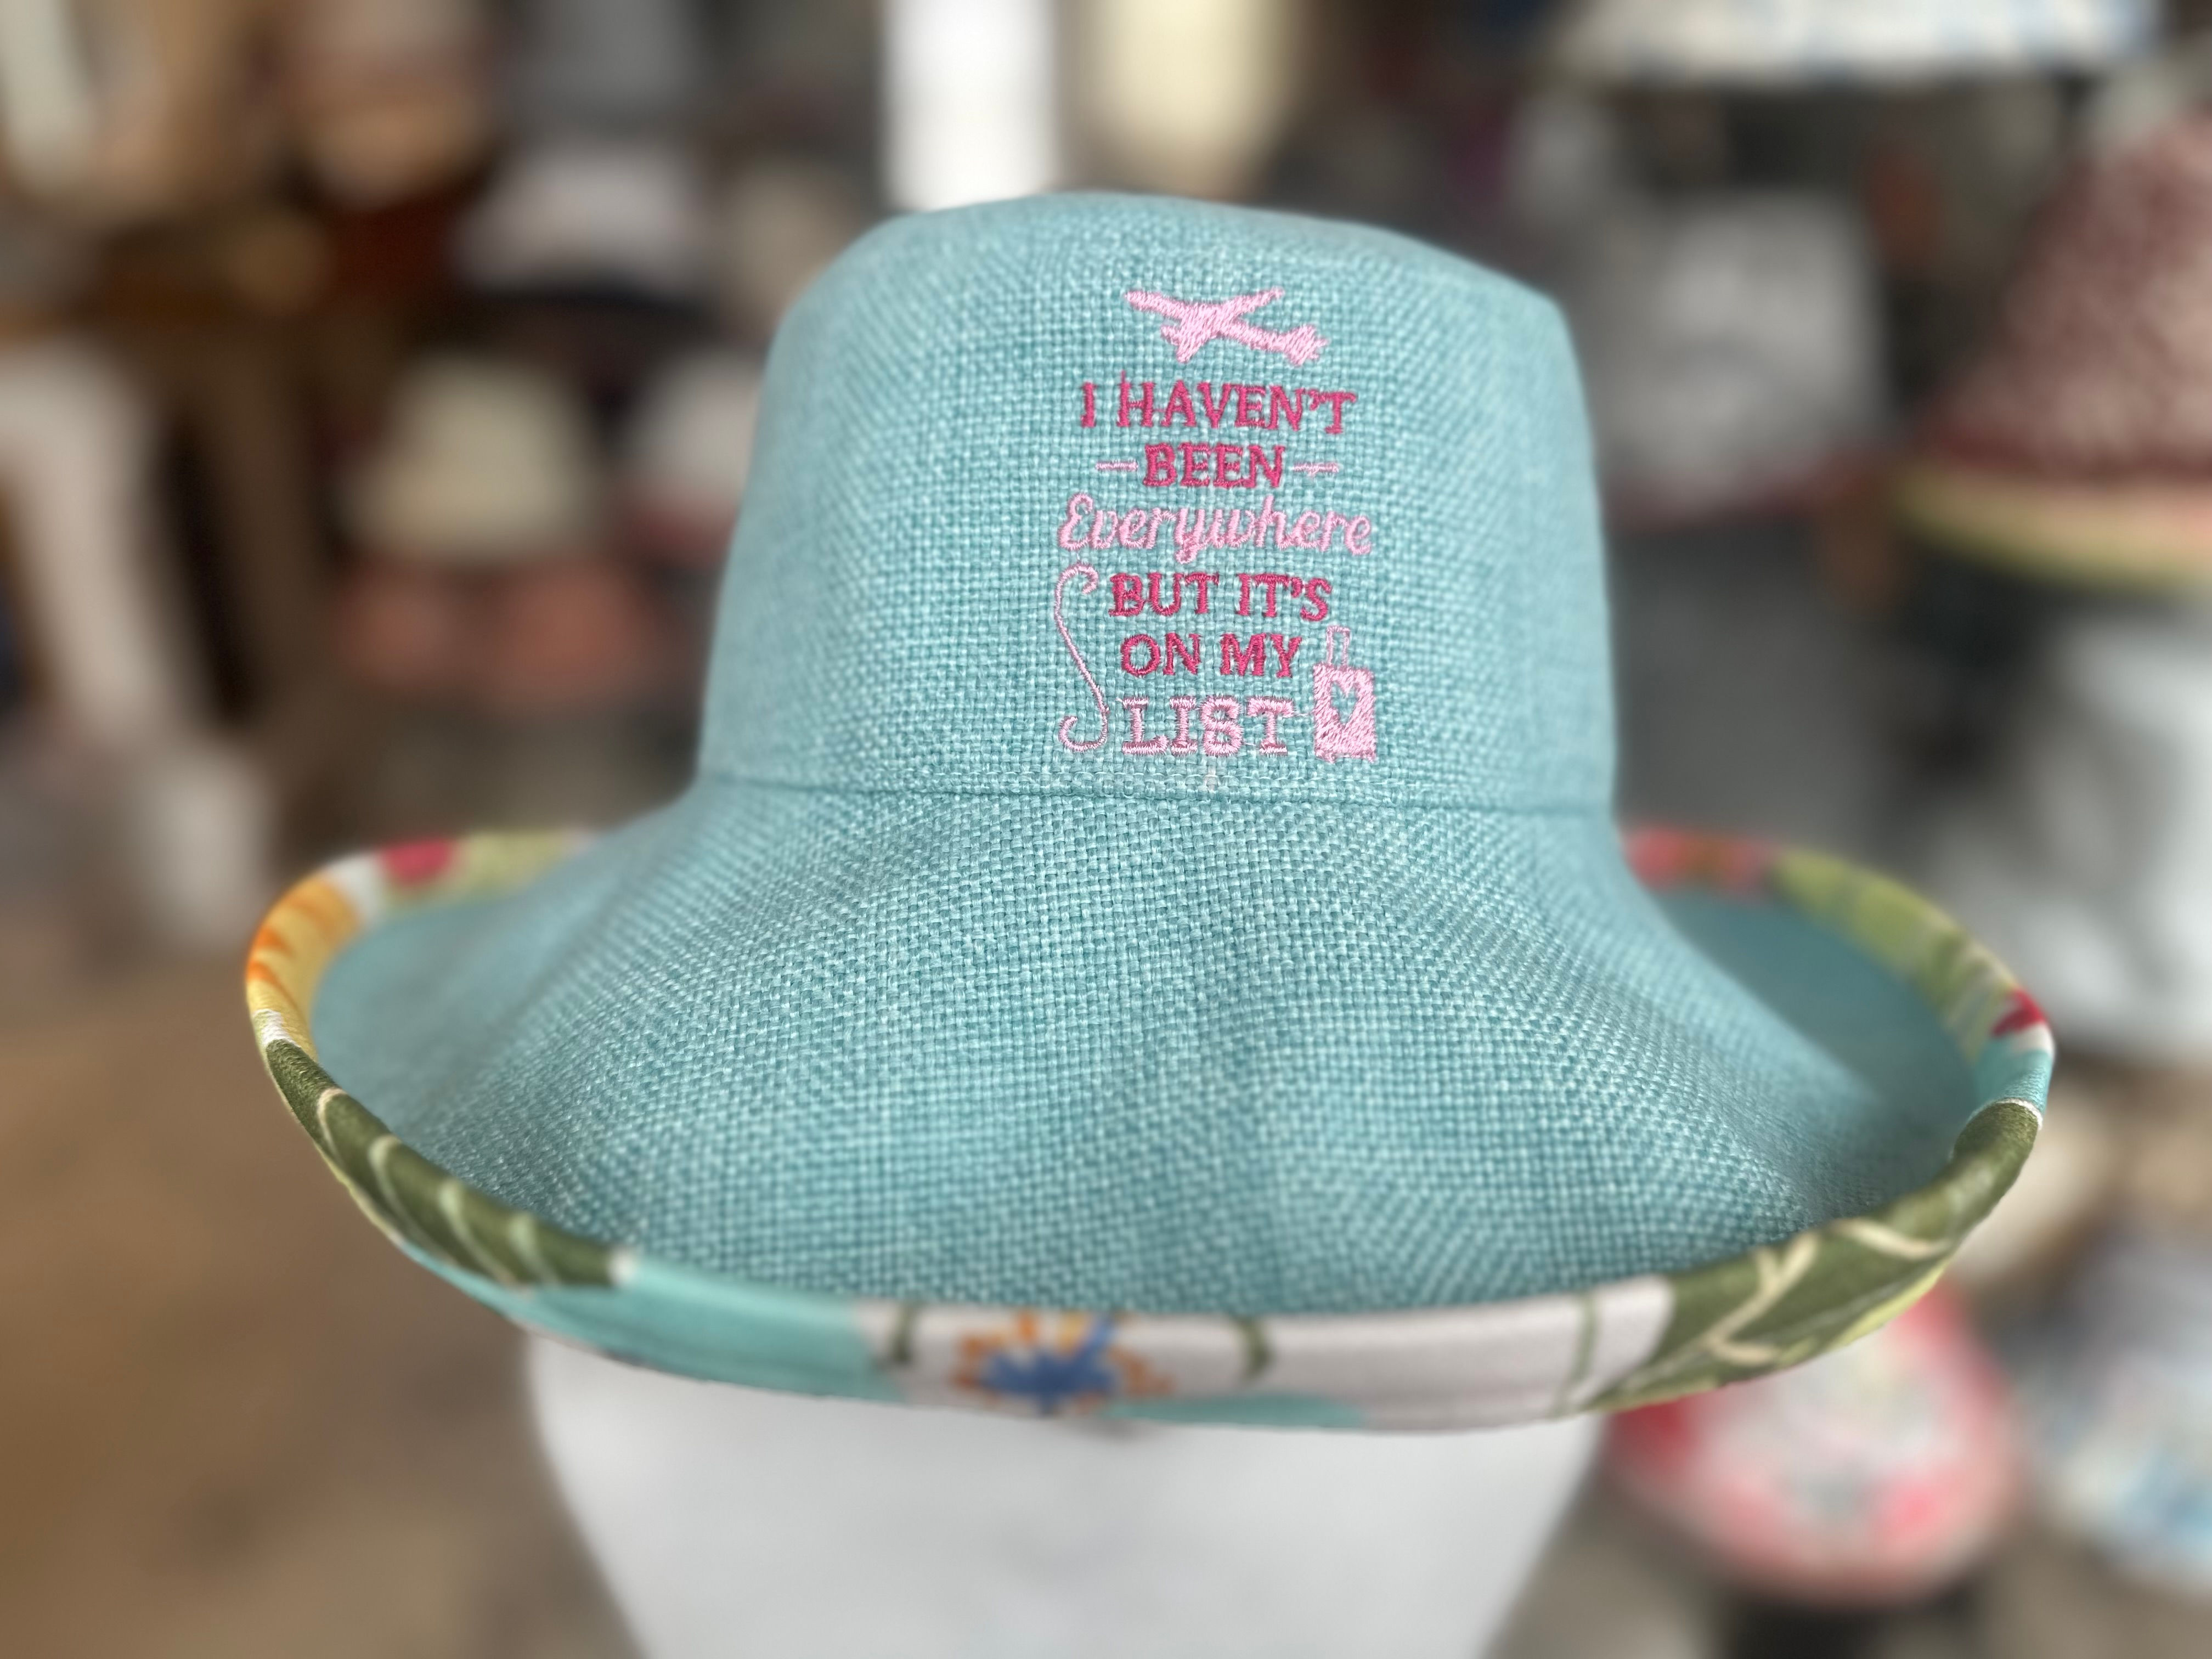 I HAVEN'T
BEEN
Everywhere
BUT IT'S
ON MY
LIST